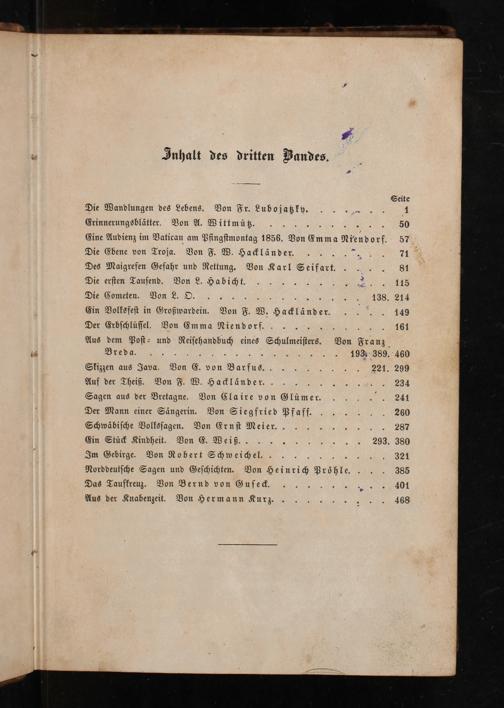 Inhalt des dritten Bandes.
Seite
Die Wandlungen des Lebens. Von Fr. Lubojatzky. . . . . . . 1
Erinnerungsblätter. Von A. Wittmütz. . . . . . . . . . . 50
Eine Audienz im Vatican am Pfingstmontag 1856. Von Emma Niendorf. 57
Die Ebene von Troja. Von F. W. Hackländer. . . . . . . . 71
Des Maigrefen Gefahr und Rettung. Von Karl Seifart. . . . . 81
Die ersten Tausend. Von L. Habicht. . . . . . . . . . . 115
Die Cometen. Von L. O. . . . . . . . . . . . . . 138. 214
Ein Volksfest in Großwardein. Von F. W. Hackländer. . . . . 149
Der Erbschlüssel. Von Emma Niendorf. . . . . . . . . . 161
Aus dem Post- und Reisehandbuch eines Schulmeisters. Von Franz
Breda. . . . . . . . . . . . . . . . . 193. 389. 460
Skizzen aus Java. Von E. von Barfus. . . . . . . . . 221. 299
Auf der Theiß. Von F. W. Hackländer. . . . . . . . . . 234
Sagen aus der Bretagne. Von Claire von Glümer. . . . . . . 241
Der Mann einer Sängerin. Von Siegfried Pfaff. . . . . . . 260
Schwäbische Volkssagen. Von Ernst Meier. . . . . . . . . 287
Ein Stück Kindheit. Von E. Weiß. . . . . . . . . . 293. 380
Im Gebirge. Von Robert Schweichel. . . . . . . . . . . 321
Norddeutsche Sagen und Geschichten. Von Heinrich Pröhle. . . . 385
Das Taufkreuz. Von Bernd von Guseck. . . . . . . . . . 401
Aus der Knabenzeit. Von Hermann Kurz. . . . . . . . . . 468